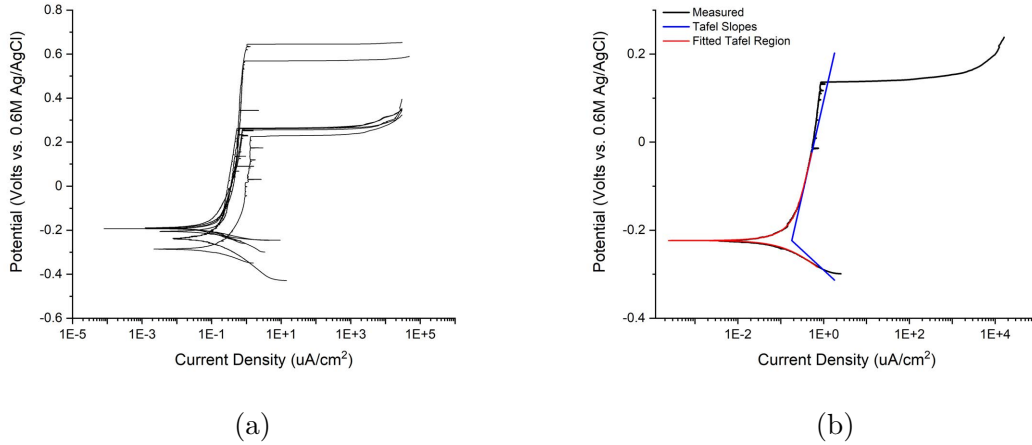 0.8
0.6
0.4
0.2
0
-0.2
-0.4
-0.6
Potential (Volts vs. 0.6M Ag/AgCl)
1E-5 1E-3 1E-1 1E+1 1E+3 1E+5
Current Density (uA/cm²)
(a)
Measured
Tafel Slopes
Fitted Tafel Region
0.2
0
-0.2
-0.4
Potential (Volts vs. 0.6M Ag/AgCl)
1E-2 1E+0 1E+2 1E+4
Current Density (uA/cm²)
(b)